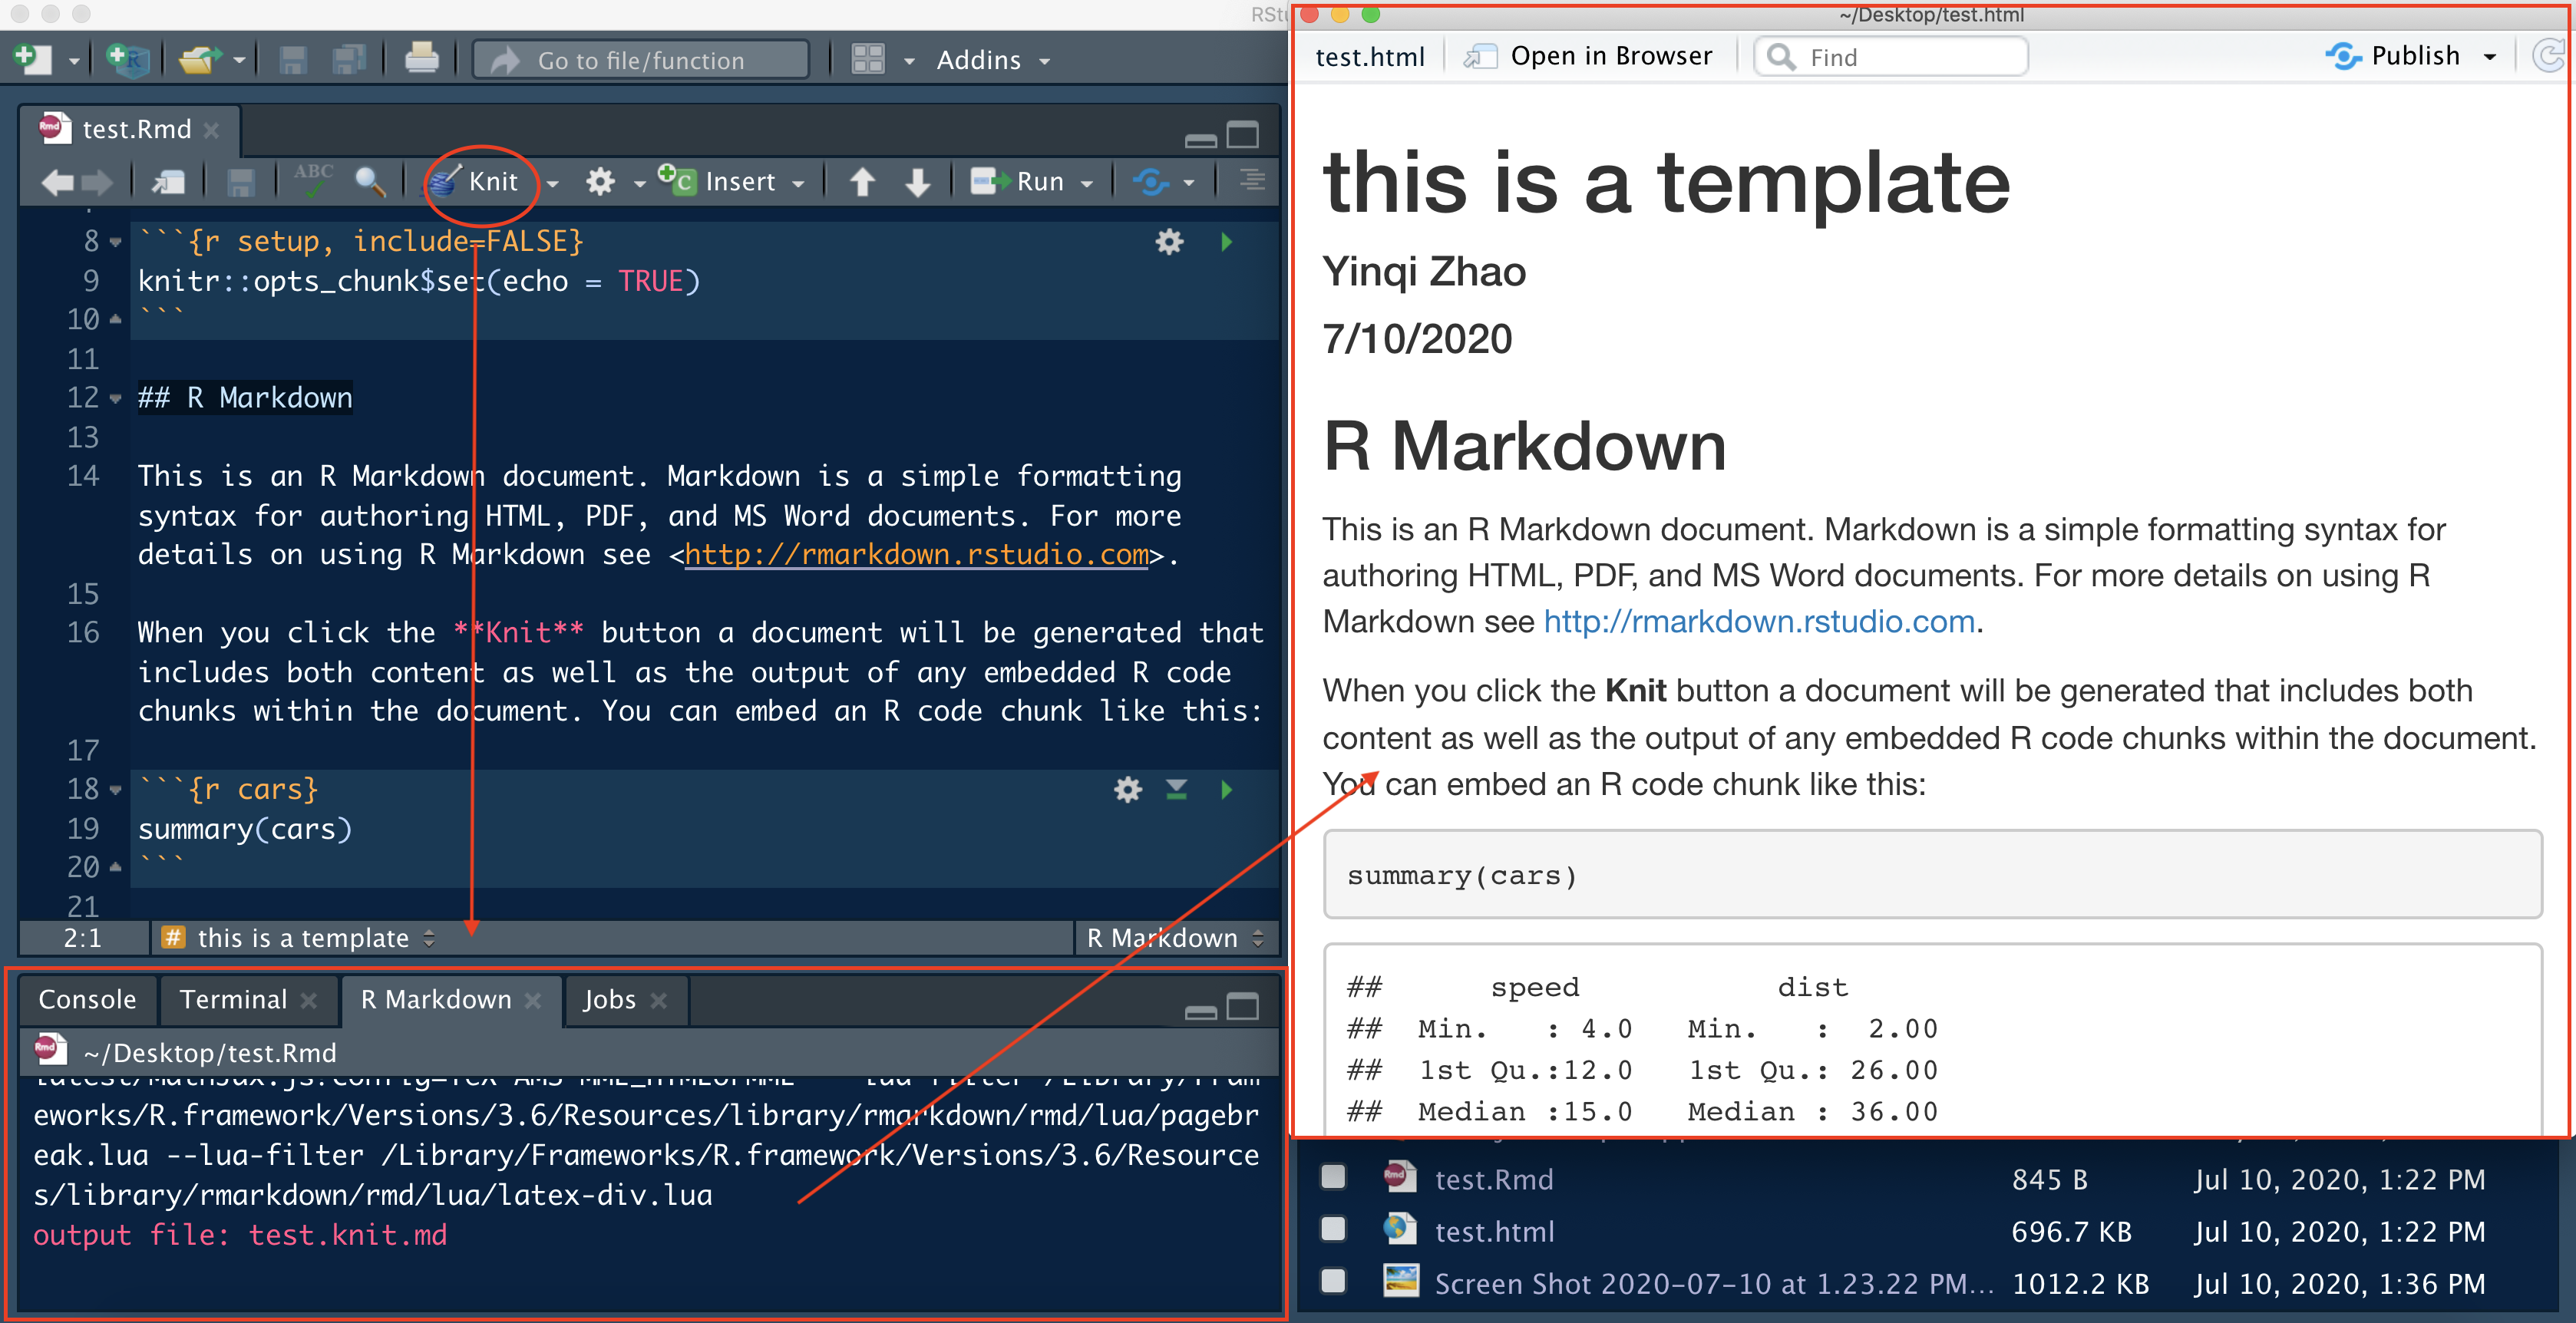 RStu
Go to file/function
Addins
test.Rmd
ABC
Knit
Insert
Run
8 ```{r setup, include=FALSE}
9 knitr::opts_chunk$set(echo = TRUE)
10 ```
11
12 ## R Markdown
13
14 This is an R Markdown document. Markdown is a simple formatting
syntax for authoring HTML, PDF, and MS Word documents. For more
details on using R Markdown see <http://rmarkdown.rstudio.com>.
15
16 When you click the **Knit** button a document will be generated that
includes both content as well as the output of any embedded R code
chunks within the document. You can embed an R code chunk like this:
17
18 ```{r cars}
19 summary(cars)
20 ```
21
2:1 # this is a template R Markdown
Console Terminal R Markdown Jobs
Rmd ~/Desktop/test.Rmd
eworks/R.framework/Versions/3.6/Resources/library/rmarkdown/rmd/lua/pagebr
eak.lua --lua-filter /Library/Frameworks/R.framework/Versions/3.6/Resource
s/library/rmarkdown/rmd/lua/latex-div.lua
output file: test.knit.md
~/Desktop/test.html
test.html Open in Browser Find Publish
this is a template
Yinqi Zhao
7/10/2020
R Markdown
This is an R Markdown document. Markdown is a simple formatting syntax for
authoring HTML, PDF, and MS Word documents. For more details on using R
Markdown see http://rmarkdown.rstudio.com.
When you click the Knit button a document will be generated that includes both
content as well as the output of any embedded R code chunks within the document.
You can embed an R code chunk like this:
summary(cars)
## speed dist
## Min. : 4.0 Min. : 2.00
## 1st Qu.:12.0 1st Qu.: 26.00
## Median :15.0 Median : 36.00
test.Rmd 845 B Jul 10, 2020, 1:22 PM
test.html 696.7 KB Jul 10, 2020, 1:22 PM
Screen Shot 2020-07-10 at 1.23.22 PM... 1012.2 KB Jul 10, 2020, 1:36 PM